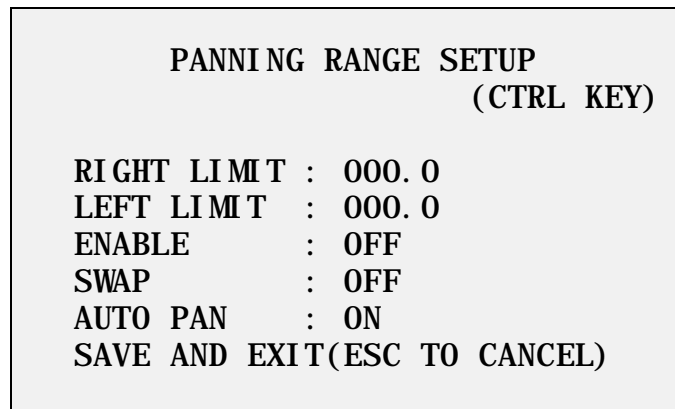 PANNING RANGE SETUP
(CTRL KEY)
RIGHT LIMIT : 000.0
LEFT LIMIT : 000.0
ENABLE : OFF
SWAP : OFF
AUTO PAN : ON
SAVE AND EXIT(ESC TO CANCEL)